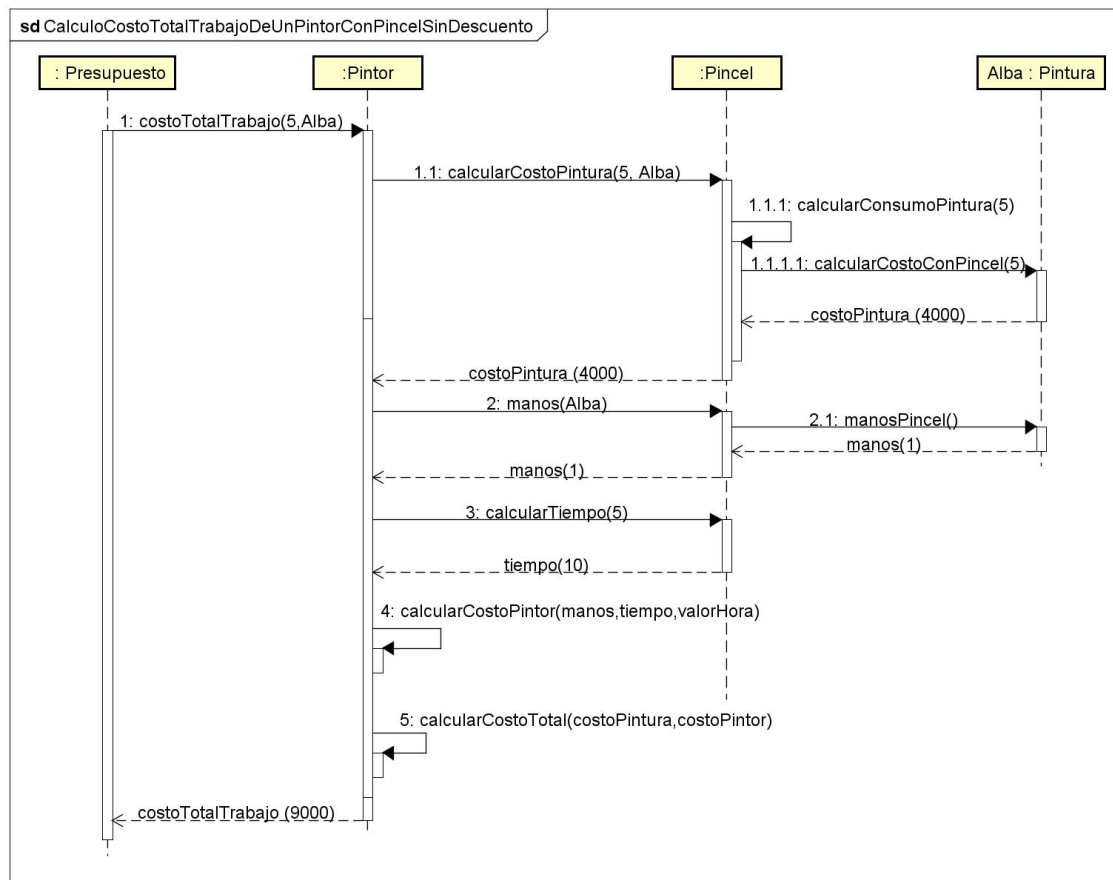 sd CalculoCostoTotalTrabajoDeUnPintorConPincelSinDescuento
: Presupuesto
:Pintor
:Pincel
Alba : Pintura
1: costoTotalTrabajo(5,Alba)
1.1: calcularCostoPintura(5, Alba)
1.1.1: calcularConsumoPintura(5)
1.1.1.1: calcularCostoConPincel(5)
costoPintura (4000)
costoPintura (4000)
2: manos(Alba)
2.1: manosPincel()
manos(1)
manos(1)
3: calcularTiempo(5)
tiempo(10)
4: calcularCostoPintor(manos,tiempo,valorHora)
5: calcularCostoTotal(costoPintura,costoPintor)
costoTotalTrabajo (9000)